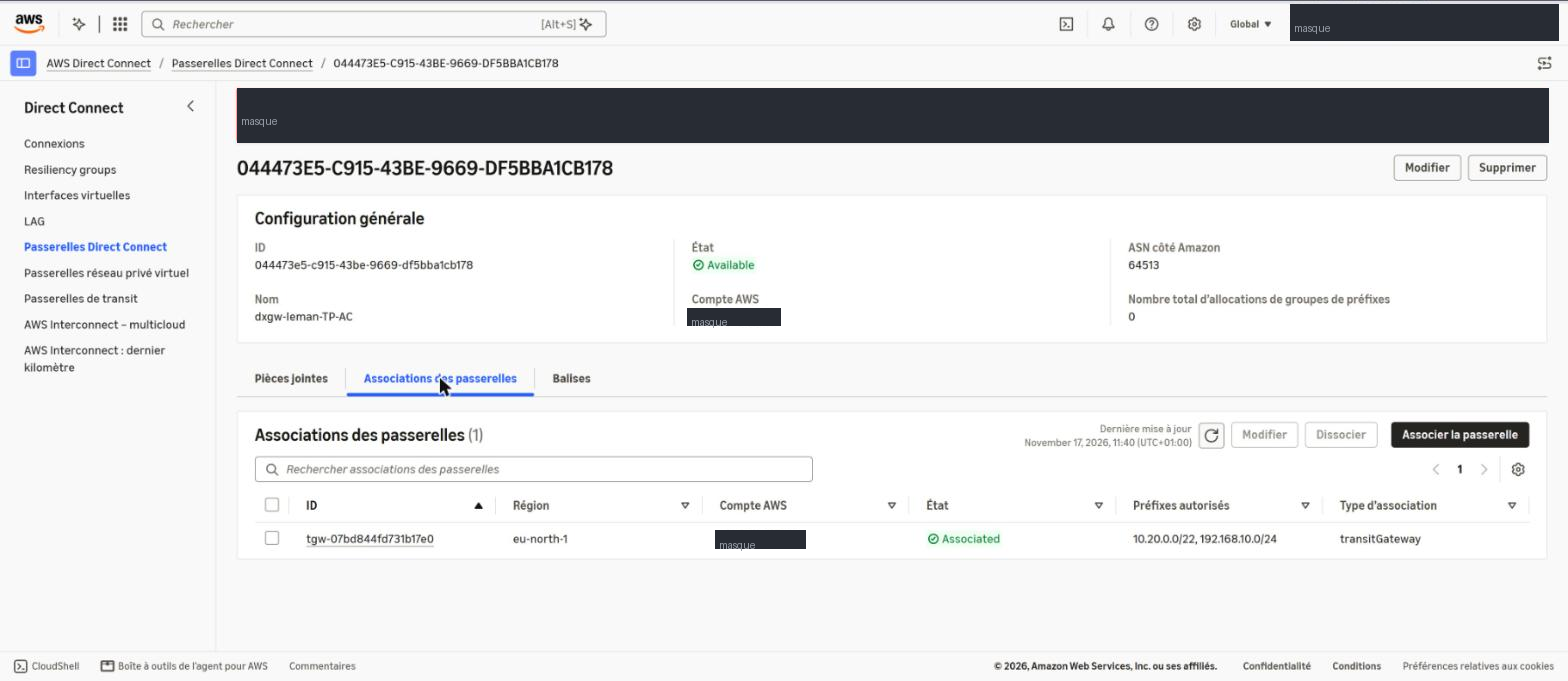 aws
Rechercher [Alt+S] Global ▼ masque
AWS Direct Connect / Passerelles Direct Connect / 044473E5-C915-43BE-9669-DF5BBA1CB178
Direct Connect
Connexions
Resiliency groups
Interfaces virtuelles
LAG
Passerelles Direct Connect
Passerelles réseau privé virtuel
Passerelles de transit
AWS Interconnect – multicloud
AWS Interconnect : dernier
kilomètre
masque
044473E5-C915-43BE-9669-DF5BBA1CB178 Modifier Supprimer
Configuration générale
ID
044473e5-c915-43be-9669-df5bba1cb178
Nom
dxgw-leman-TP-AC
État
Available
Compte AWS
masque
ASN côté Amazon
64513
Nombre total d'allocations de groupes de préfixes
0
Pièces jointes Associations des passerelles Balises
Associations des passerelles (1)
Dernière mise à jour
November 17, 2026, 11:40 (UTC+01:00)
Modifier Dissocier Associer la passerelle
Rechercher associations des passerelles
1
ID Région Compte AWS État Préfixes autorisés Type d'association
tgw-07bd844fd731b17e0 eu-north-1 masque Associated 10.20.0.0/22, 192.168.10.0/24 transitGateway
CloudShell Boîte à outils de l'agent pour AWS Commentaires © 2026, Amazon Web Services, Inc. ou ses affiliés. Confidentialité Conditions Préférences relatives aux cookies